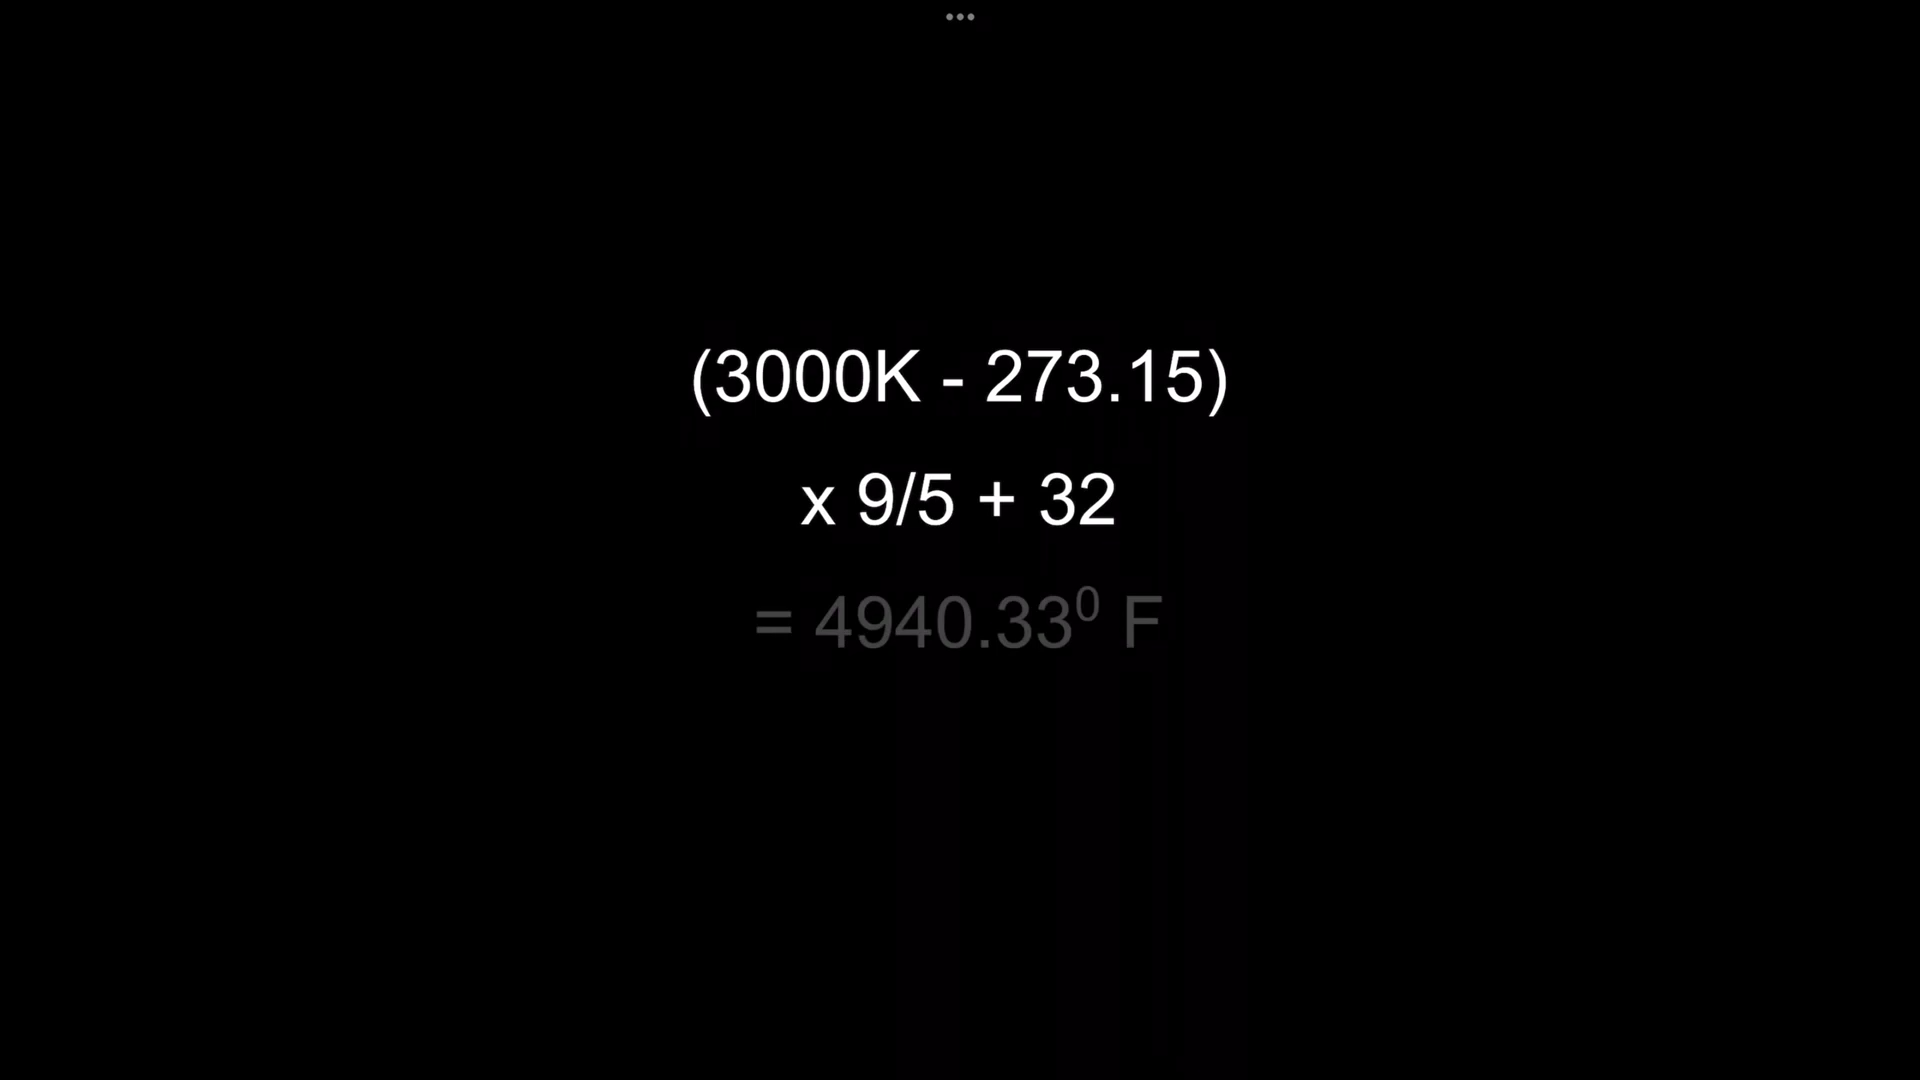 (3000K - 273.15)
x 9/5 + 32
= 4940.33⁰ F